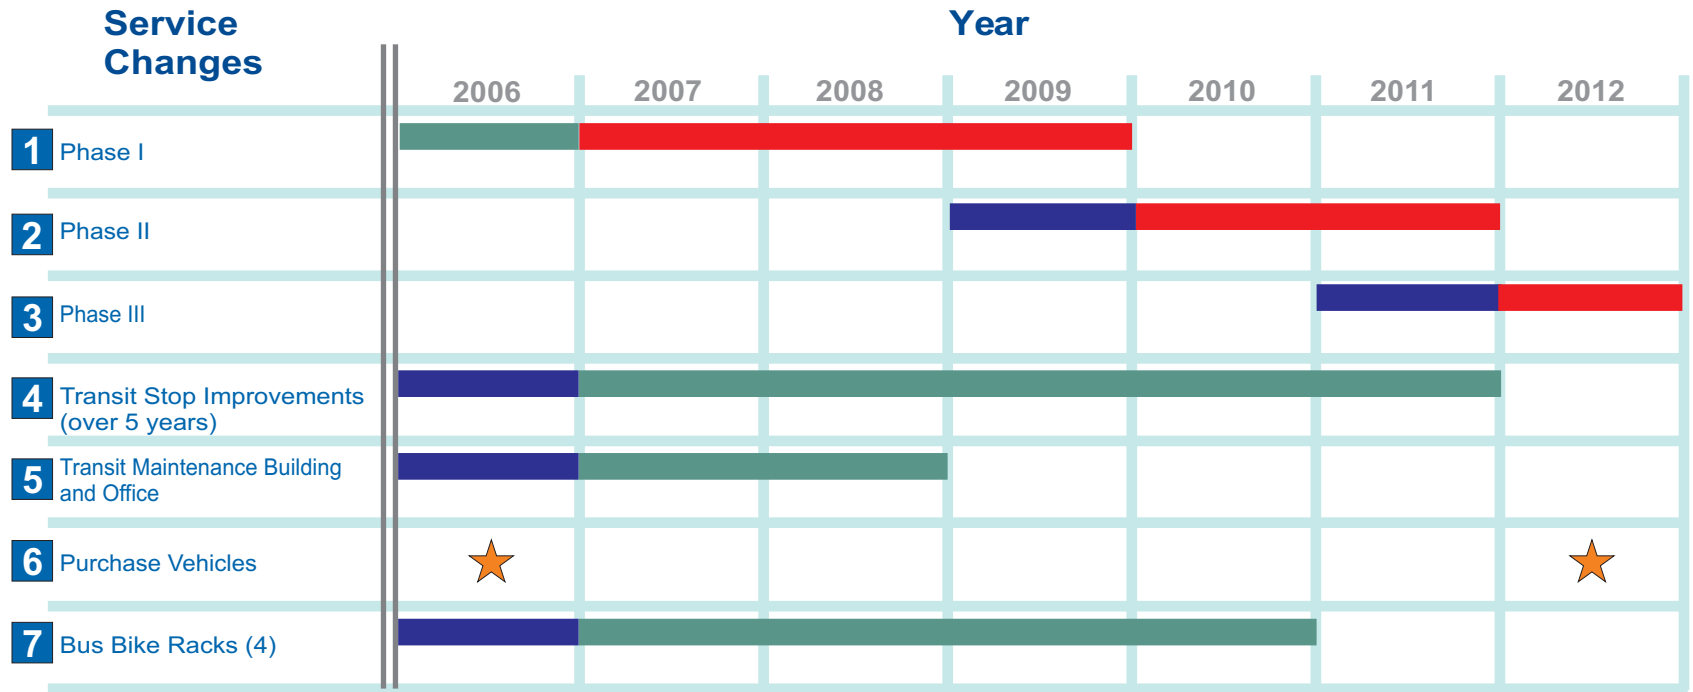 Service
Changes
Year
2006 2007 2008 2009 2010 2011 2012
1 Phase I
2 Phase II
3 Phase III
4 Transit Stop Improvements
(over 5 years)
5 Transit Maintenance Building
and Office
6 Purchase Vehicles
7 Bus Bike Racks (4)